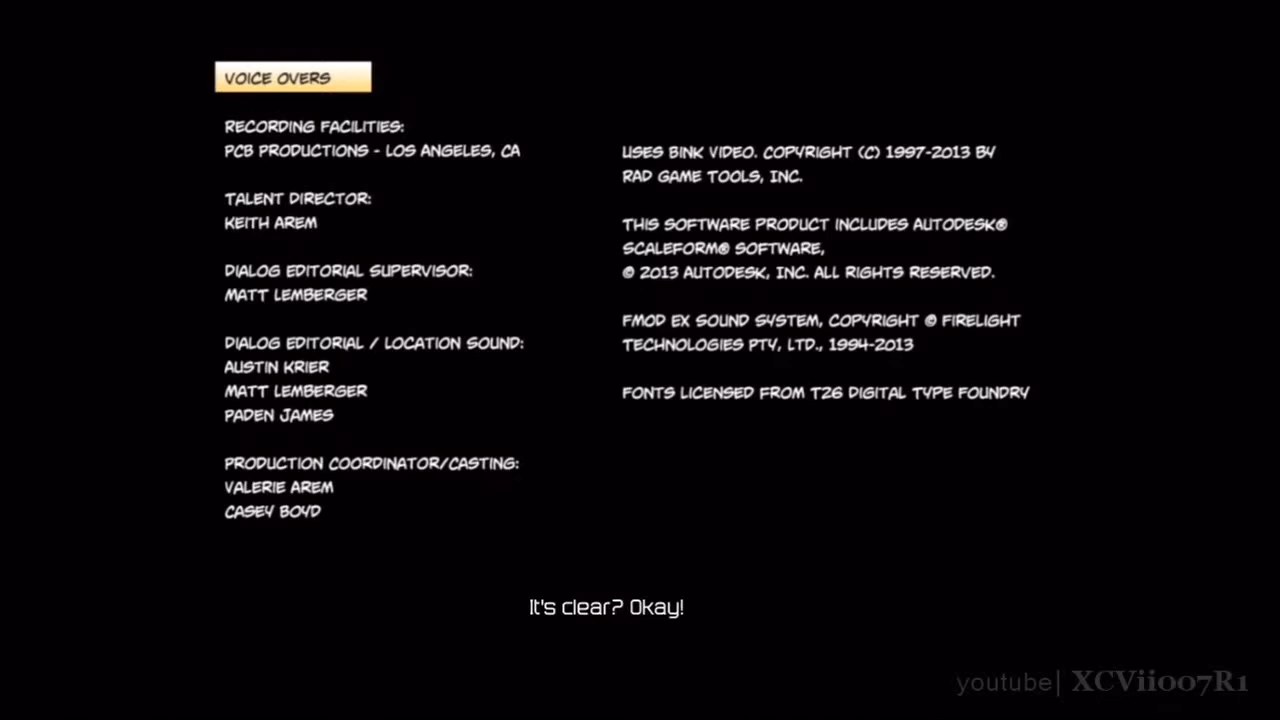 VOICE OVERS
RECORDING FACILITIES:
PCB PRODUCTIONS - LOS ANGELES, CA
TALENT DIRECTOR:
KEITH AREM
DIALOG EDITORIAL SUPERVISOR:
MATT LEMBERGER
DIALOG EDITORIAL / LOCATION SOUND:
AUSTIN KRIER
MATT LEMBERGER
PADEN JAMES
PRODUCTION COORDINATOR/CASTING:
VALERIE AREM
CASEY BOYD
USES BINK VIDEO. COPYRIGHT (C) 1997-2013 BY
RAD GAME TOOLS, INC.
THIS SOFTWARE PRODUCT INCLUDES AUTODESK®
SCALEFORM® SOFTWARE,
© 2013 AUTODESK, INC. ALL RIGHTS RESERVED.
FMOD EX SOUND SYSTEM, COPYRIGHT © FIRELIGHT
TECHNOLOGIES PTY, LTD., 1994-2013
FONTS LICENSED FROM T26 DIGITAL TYPE FOUNDRY
It's clear? Okay!
youtube| XCVii007R1